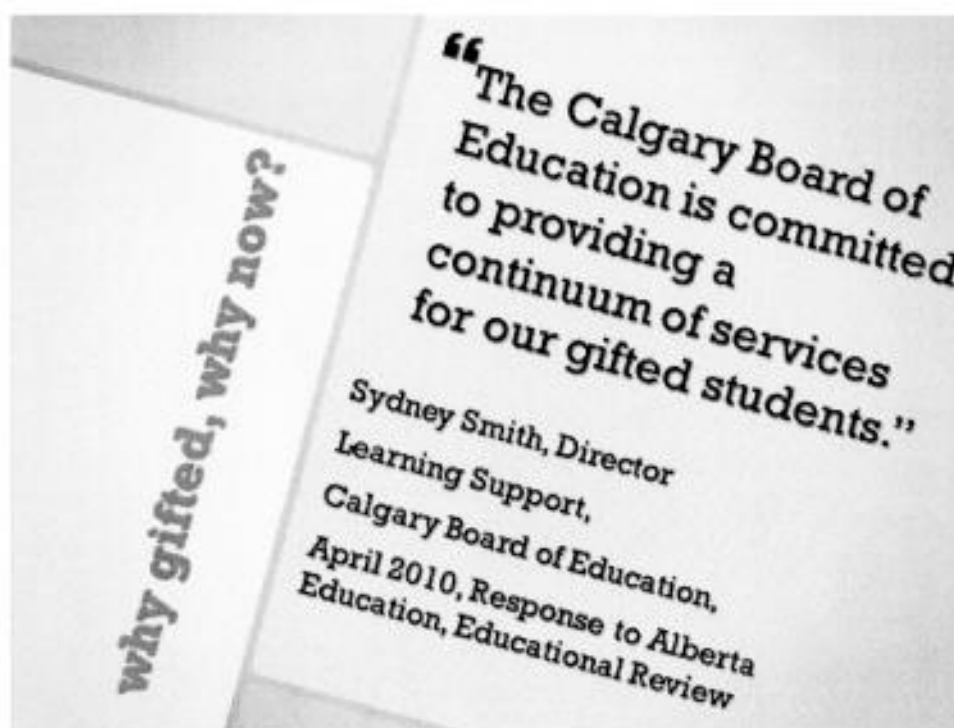 why gifted, why now?
“The Calgary Board of
Education is committed
to providing a
continuum of services
for our gifted students.”
Sydney Smith, Director
Learning Support,
Calgary Board of Education,
April 2010, Response to Alberta
Education, Educational Review